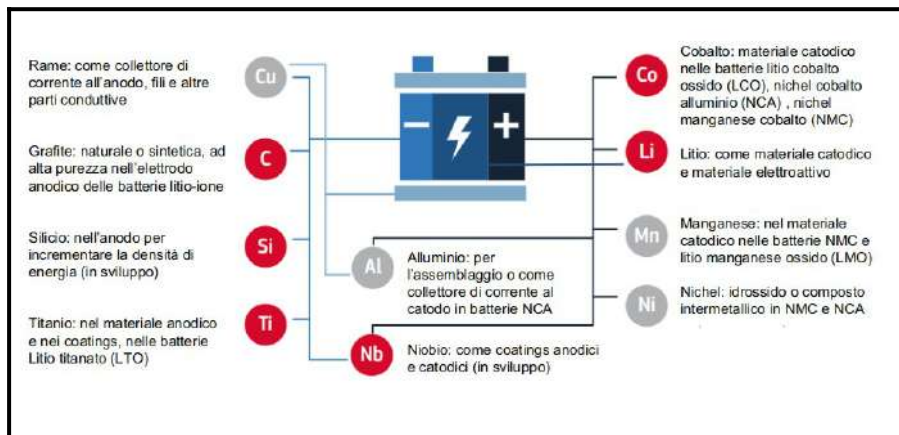 Rame: come collettore di
corrente all'anodo, fili e altre
parti conduttive
Cu
Grafite: naturale o sintetica, ad
alta purezza nell'elettrodo
anodico delle batterie litio-ione
C
Silicio: nell'anodo per
incrementare la densità di
energia (in sviluppo)
Si
Titanio: nel materiale anodico
e nei coatings, nelle batterie
Litio titanato (LTO)
Ti
Al
Alluminio: per
l'assemblaggio o come
collettore di corrente al
catodo in batterie NCA
Nb
Niobio: come coatings anodici
e catodici (in sviluppo)
Co
Cobalto: materiale catodico
nelle batterie litio cobalto
ossido (LCO), nichel cobalto
alluminio (NCA) , nichel
manganese cobalto (NMC)
Li
Litio: come materiale catodico
e materiale elettroattivo
Mn
Manganese: nel materiale
catodico nelle batterie NMC e
litio manganese ossido (LMO)
Ni
Nichel: idrossido o composto
intermetallico in NMC e NCA